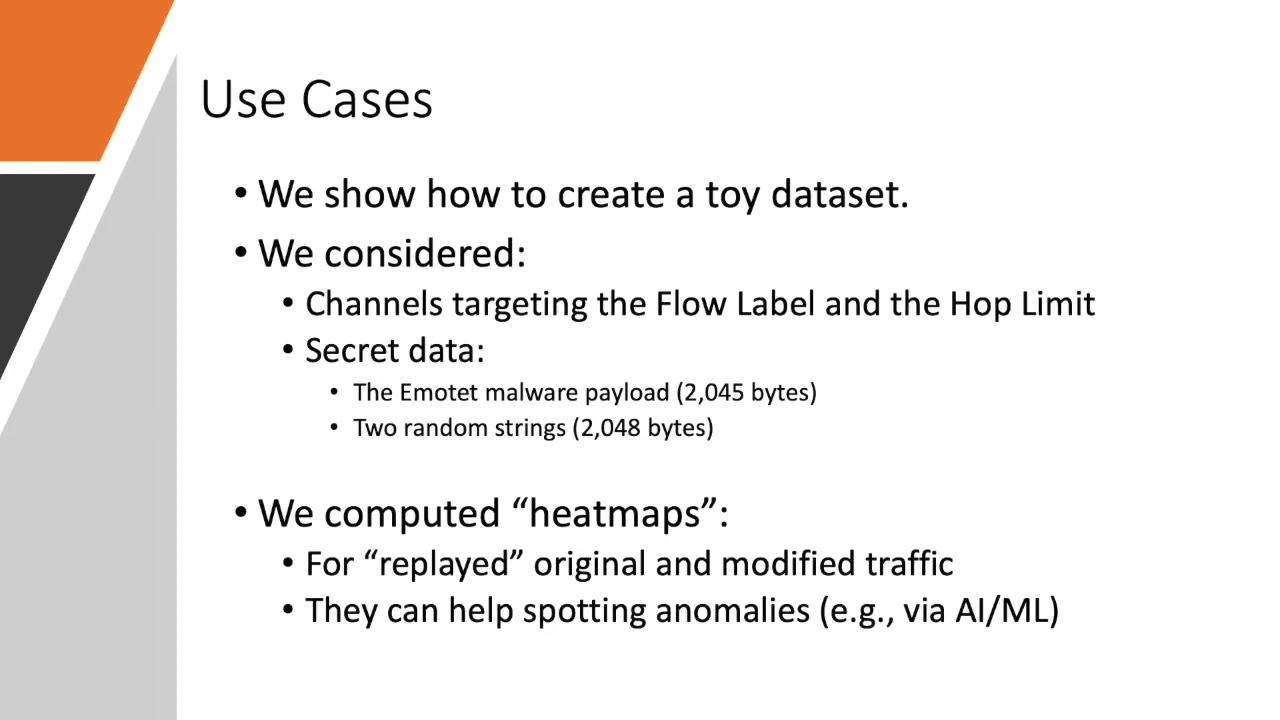 Use Cases
• We show how to create a toy dataset.
• We considered:
• Channels targeting the Flow Label and the Hop Limit
• Secret data:
• The Emotet malware payload (2,045 bytes)
• Two random strings (2,048 bytes)
• We computed “heatmaps”:
• For “replayed” original and modified traffic
• They can help spotting anomalies (e.g., via AI/ML)